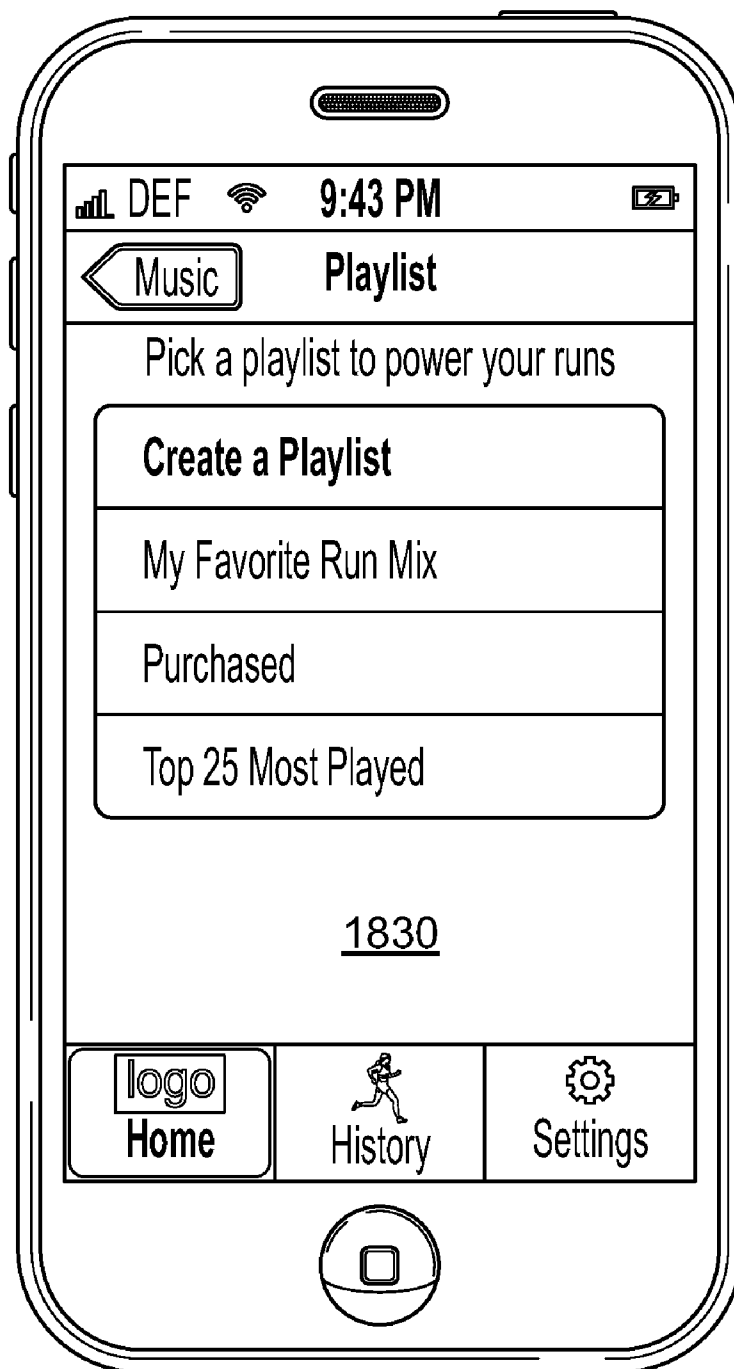 DEF 9:43 PM
Music Playlist
Pick a playlist to power your runs
Create a Playlist
My Favorite Run Mix
Purchased
Top 25 Most Played
1830
logo
Home History Settings